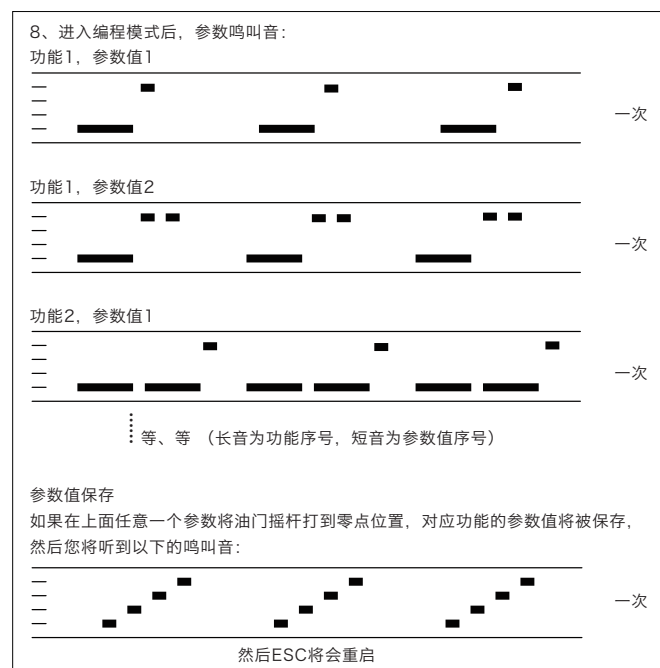 8、进入编程模式后，参数鸣叫音：
功能1，参数值1
一次
功能1，参数值2
一次
功能2，参数值1
一次
等、等 （长音为功能序号，短音为参数值序号）
参数值保存
如果在上面任意一个参数将油门摇杆打到零点位置，对应功能的参数值将被保存，
然后您将听到以下的鸣叫音：
一次
然后ESC将会重启